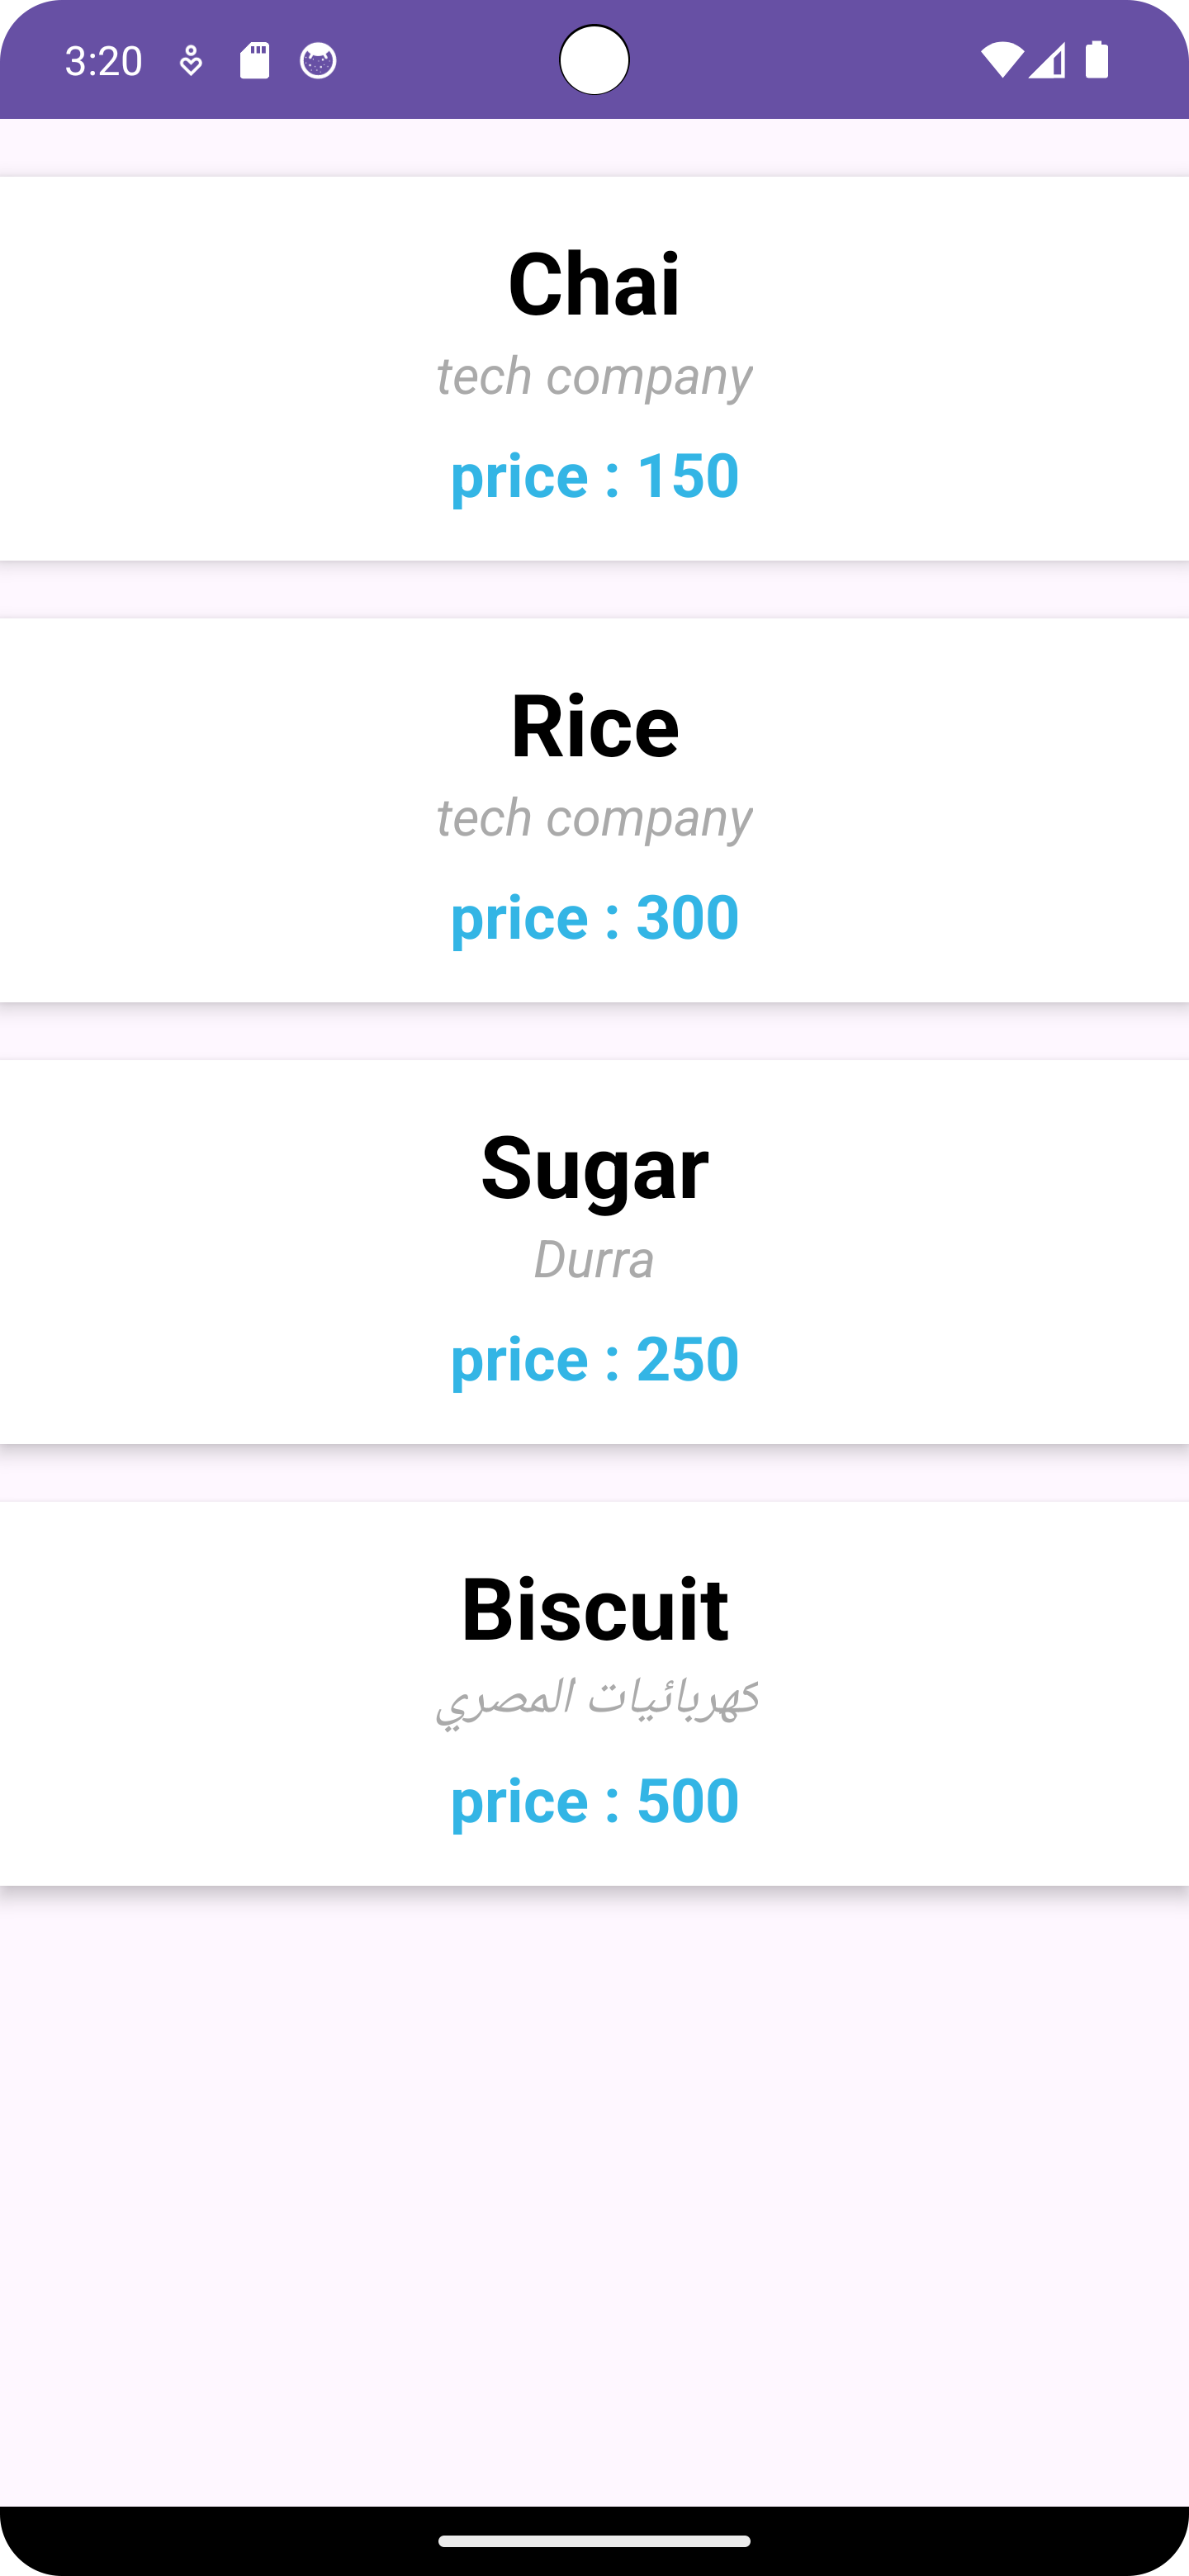 3:20
Chai
tech company
price : 150
Rice
tech company
price : 300
Sugar
Durra
price : 250
Biscuit
كهربائيات المصري
price : 500